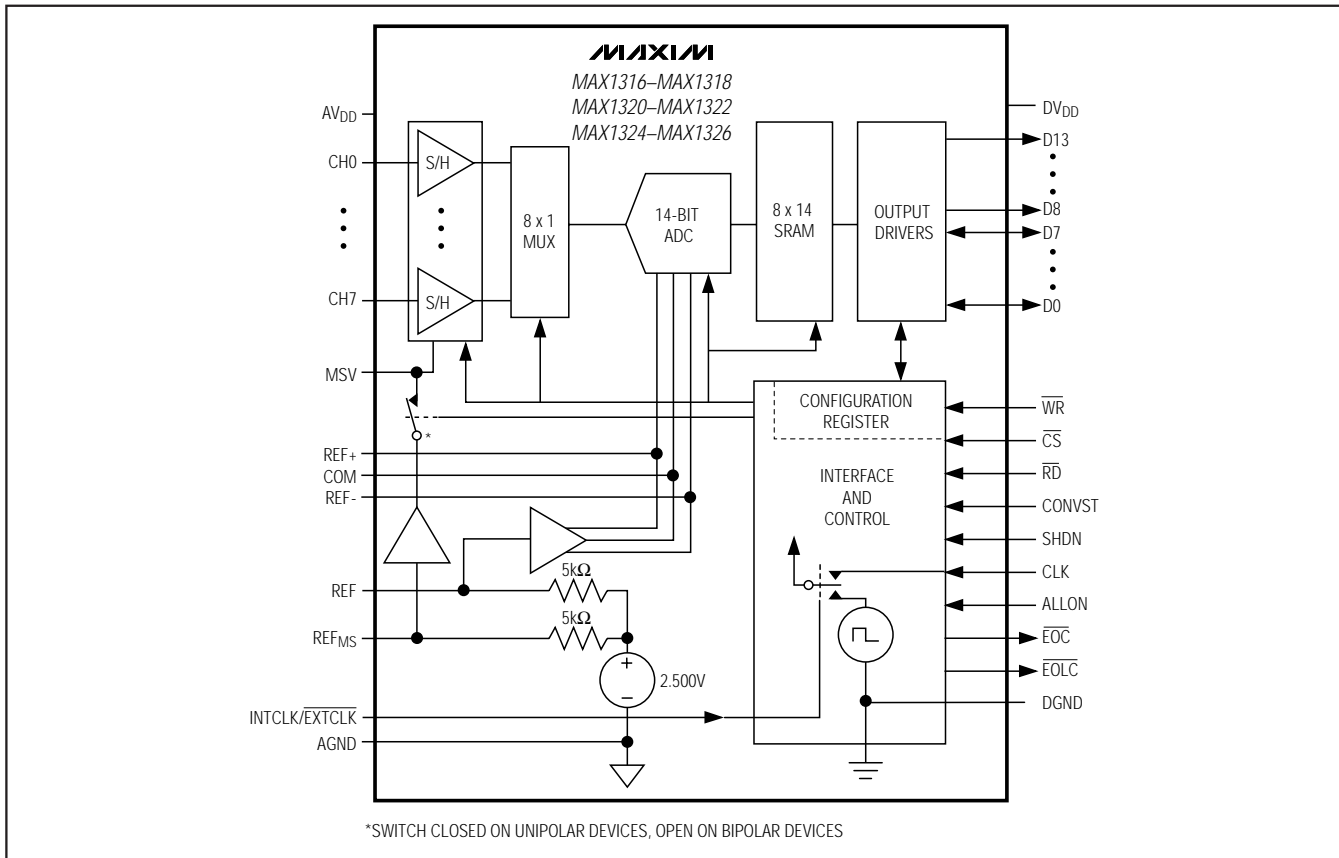 MAXIM
MAX1316–MAX1318
MAX1320–MAX1322
MAX1324–MAX1326
AVDD
DVDD
CH0
S/H
D13
8 x 1
MUX
14-BIT
ADC
8 x 14
SRAM
OUTPUT
DRIVERS
D8
D7
CH7
S/H
D0
MSV
CONFIGURATION
REGISTER
WR
CS
*
REF+
COM
REF-
INTERFACE
AND
CONTROL
RD
CONVST
SHDN
5kΩ
CLK
REF
ALLON
5kΩ
REFMS
EOC
+
2.500V
−
EOLC
DGND
INTCLK/EXTCLK
AGND
*SWITCH CLOSED ON UNIPOLAR DEVICES, OPEN ON BIPOLAR DEVICES